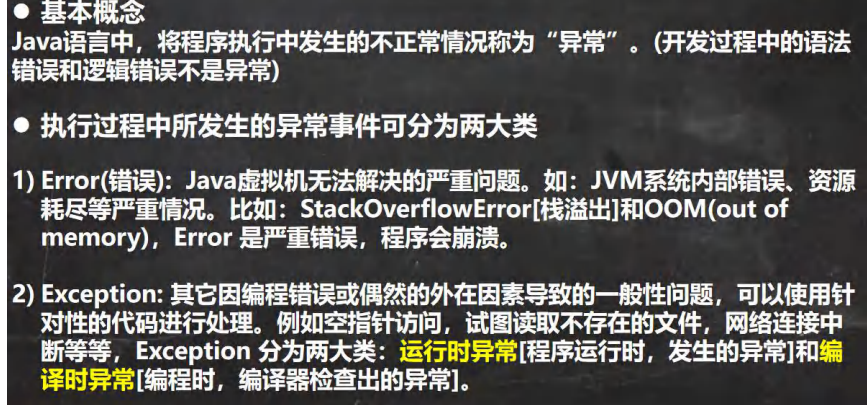 ● 基本概念
Java语言中，将程序执行中发生的不正常情况称为“异常”。(开发过程中的语法
错误和逻辑错误不是异常)
● 执行过程中所发生的异常事件可分为两大类
1) Error(错误)：Java虚拟机无法解决的严重问题。如：JVM系统内部错误、资源
耗尽等严重情况。比如：StackOverflowError[栈溢出]和OOM(out of
memory)，Error 是严重错误，程序会崩溃。
2) Exception: 其它因编程错误或偶然的外在因素导致的一般性问题，可以使用针
对性的代码进行处理。例如空指针访问，试图读取不存在的文件，网络连接中
断等等，Exception 分为两大类：运行时异常[程序运行时，发生的异常]和编
译时异常[编程时，编译器检查出的异常]。